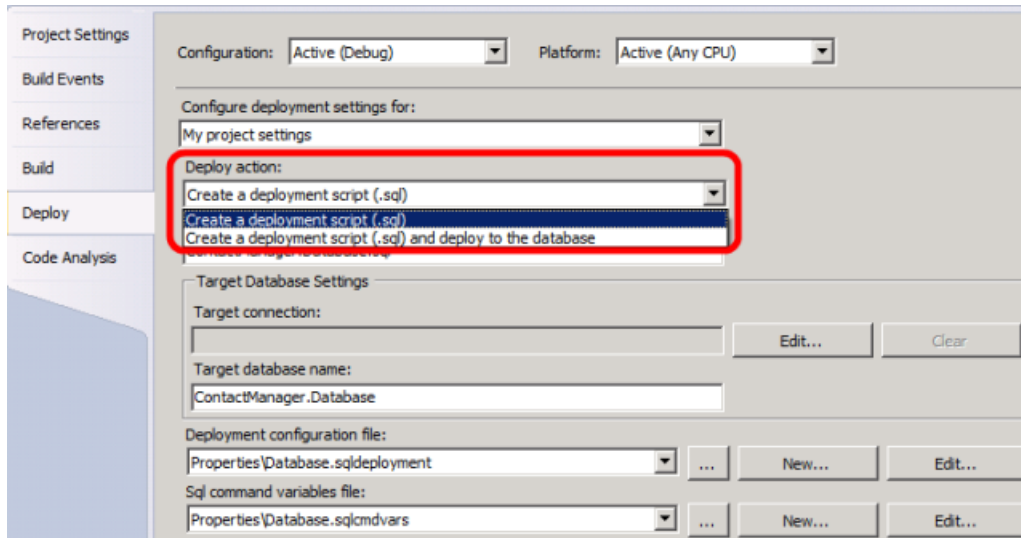 Project Settings
Build Events
References
Build
Deploy
Code Analysis
Configuration: Active (Debug) Platform: Active (Any CPU)
Configure deployment settings for:
My project settings
Deploy action:
Create a deployment script (.sql)
Create a deployment script (.sql)
Create a deployment script (.sql) and deploy to the database
Target Database Settings
Target connection:
Edit... Clear
Target database name:
ContactManager.Database
Deployment configuration file:
Properties\Database.sqldeployment ... New... Edit...
Sql command variables file:
Properties\Database.sqlcmdvars ... New... Edit...